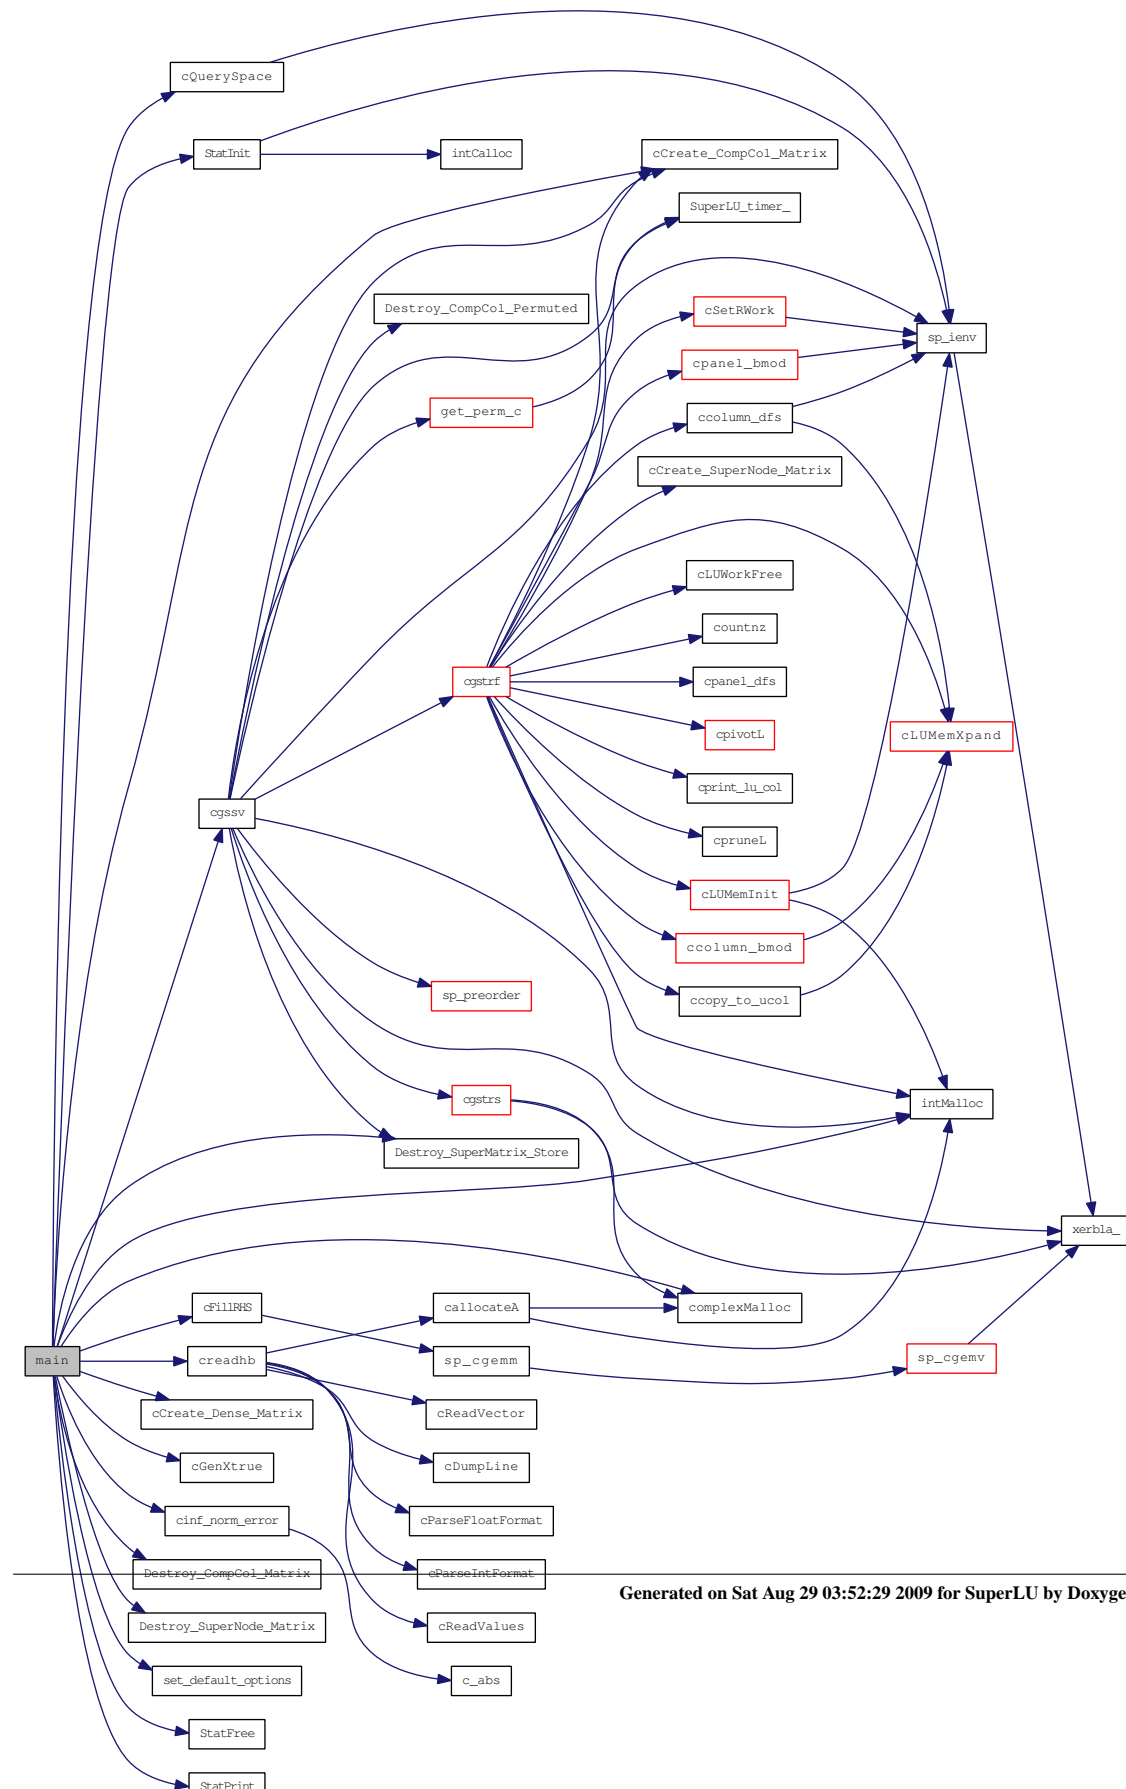 cQuerySpace
StatInit
intCalloc
cCreate_CompCol_Matrix
SuperLU_timer_
Destroy_CompCol_Permuted
cSetRWork
sp_ienv
cpanel_bmod
get_perm_c
ccolumn_dfs
cCreate_SuperNode_Matrix
cLUWorkFree
countnz
cgstrf
cpanel_dfs
cpivotL
cLUMemXpand
cprint_lu_col
cgssv
cpruneL
cLUMemInit
ccolumn_bmod
sp_preorder
ccopy_to_ucol
cgstrs
intMalloc
Destroy_SuperMatrix_Store
xerbla_
cFillRHS
callocateA
complexMalloc
main
creadhb
sp_cgemm
sp_cgemv
cCreate_Dense_Matrix
cReadVector
cGenXtrue
cDumpLine
cinf_norm_error
cParseFloatFormat
Destroy_CompCol_Matrix
cParseIntFormat
Generated on Sat Aug 29 03:52:29 2009 for SuperLU by Doxyge
Destroy_SuperNode_Matrix
cReadValues
set_default_options
c_abs
StatFree
StatPrint